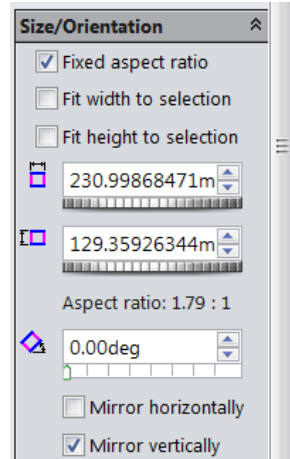 Size/Orientation
Fixed aspect ratio
Fit width to selection
Fit height to selection
230.99868471m
129.35926344m
Aspect ratio: 1.79 : 1
0.00deg
Mirror horizontally
Mirror vertically